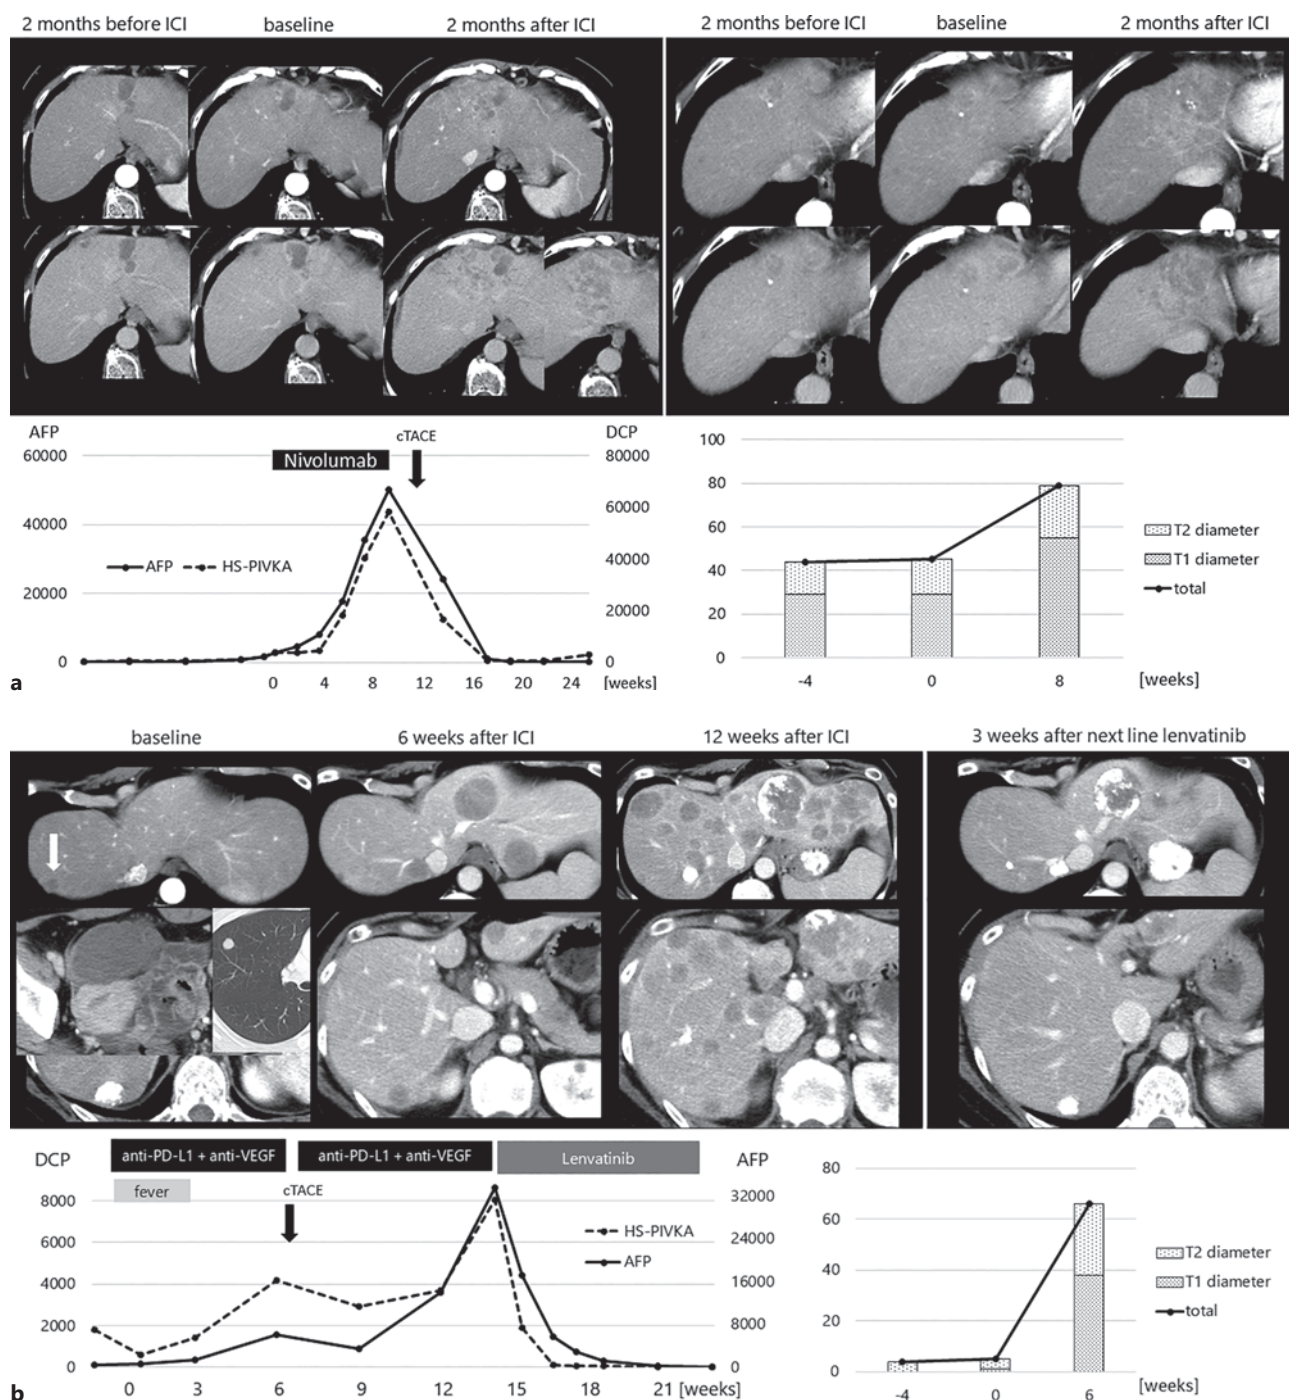 2 months before ICI baseline 2 months after ICI 2 months before ICI baseline 2 months after ICI
AFP DCP
60000 80000
Nivolumab
cTACE
60000
40000
40000
AFP HS-PIVKA
20000
20000
0 0
0 4 8 12 16 20 24 [weeks]
100
80
60
40
20
0
T2 diameter
T1 diameter
total
-4 0 8 [weeks]
a
baseline 6 weeks after ICI 12 weeks after ICI 3 weeks after next line lenvatinib
DCP AFP
anti-PD-L1 + anti-VEGF anti-PD-L1 + anti-VEGF Lenvatinib
fever
cTACE
8000 32000
HS-PIVKA
6000 24000
AFP
4000 16000
2000 8000
0 0
0 3 6 9 12 15 18 21 [weeks]
80
60
40
20
0
T2 diameter
T1 diameter
total
-4 0 6 [weeks]
b